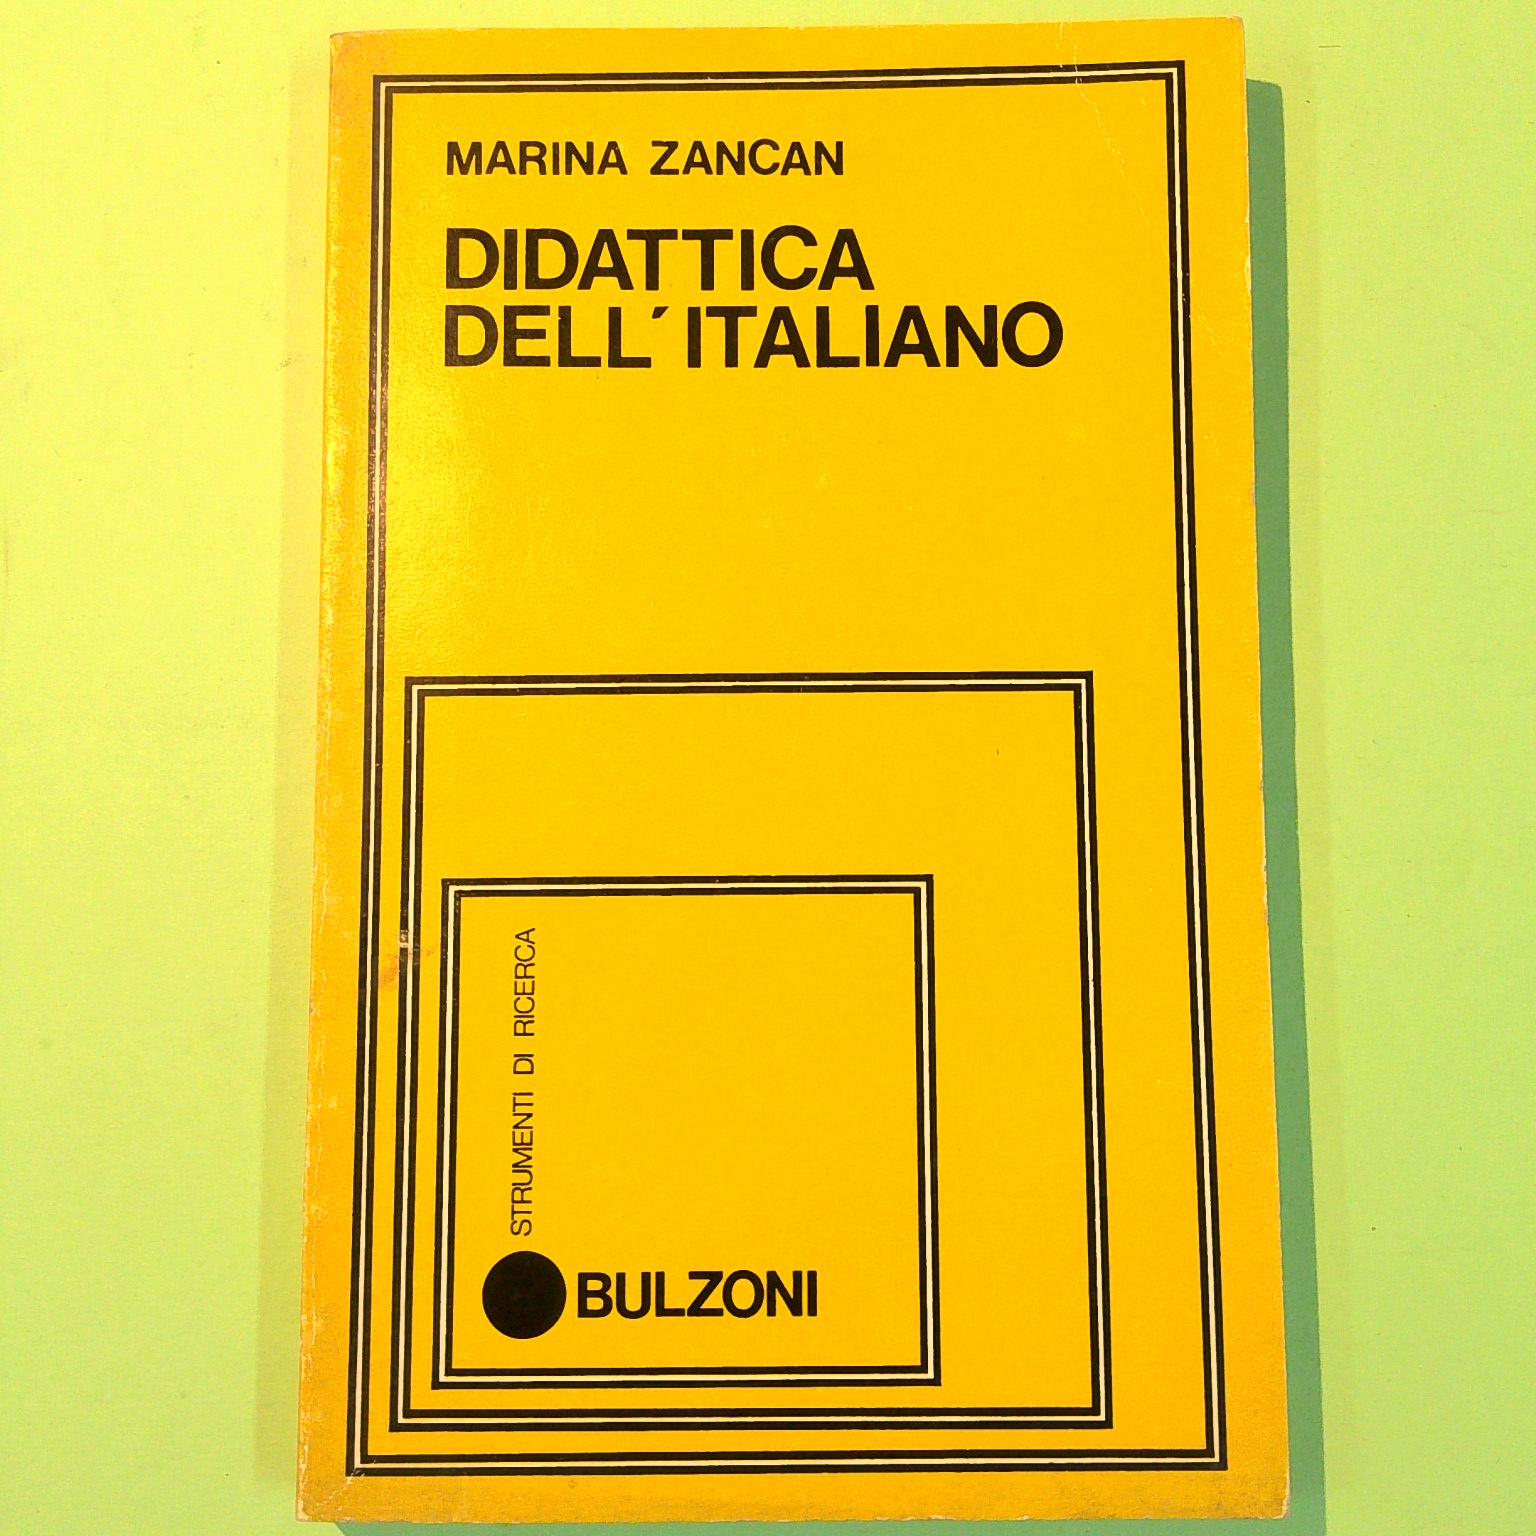 MARINA ZANCAN
DIDATTICA
DELL´ITALIANO
STRUMENTI DI RICERCA
BULZONI